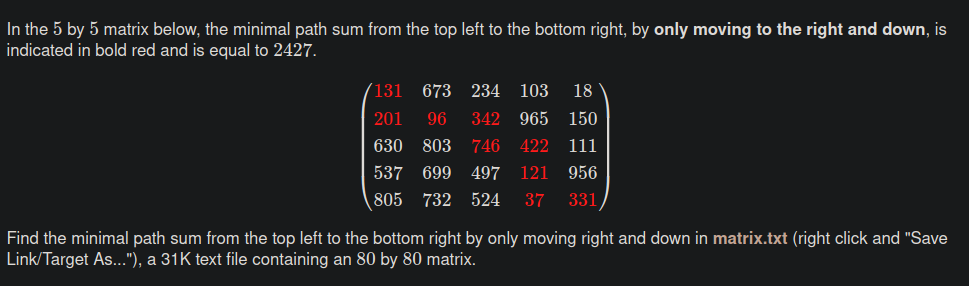 In the 5 by 5 matrix below, the minimal path sum from the top left to the bottom right, by only moving to the right and down, is
indicated in bold red and is equal to 2427.
131 673 234 103 18
201 96 342 965 150
630 803 746 422 111
537 699 497 121 956
805 732 524 37 331
Find the minimal path sum from the top left to the bottom right by only moving right and down in matrix.txt (right click and "Save
Link/Target As..."), a 31K text file containing an 80 by 80 matrix.